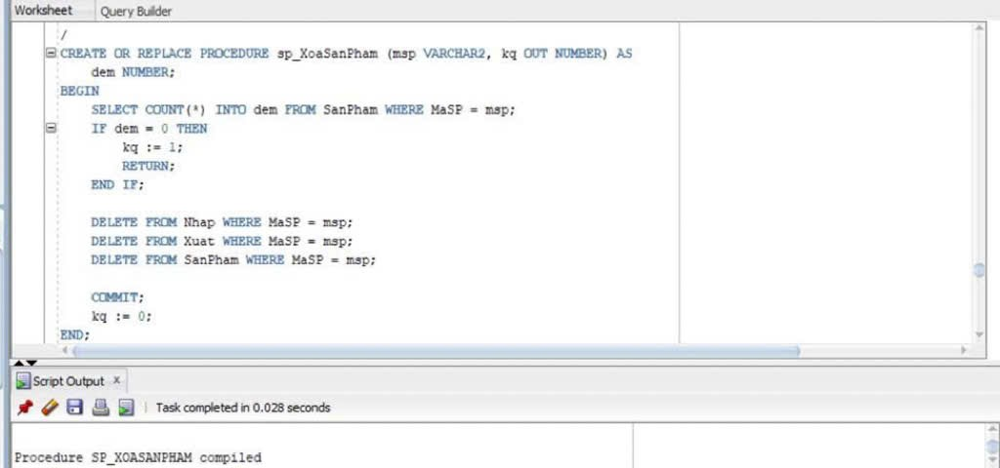 Worksheet Query Builder
/
CREATE OR REPLACE PROCEDURE sp_XoaSanPham (msp VARCHAR2, kq OUT NUMBER) AS
    dem NUMBER;
BEGIN
    SELECT COUNT(*) INTO dem FROM SanPham WHERE MaSP = msp;
    IF dem = 0 THEN
        kq := 1;
        RETURN;
    END IF;

    DELETE FROM Nhap WHERE MaSP = msp;
    DELETE FROM Xuat WHERE MaSP = msp;
    DELETE FROM SanPham WHERE MaSP = msp;

    COMMIT;
    kq := 0;
END;
Script Output x
Task completed in 0.028 seconds
Procedure SP_XOASANPHAM compiled